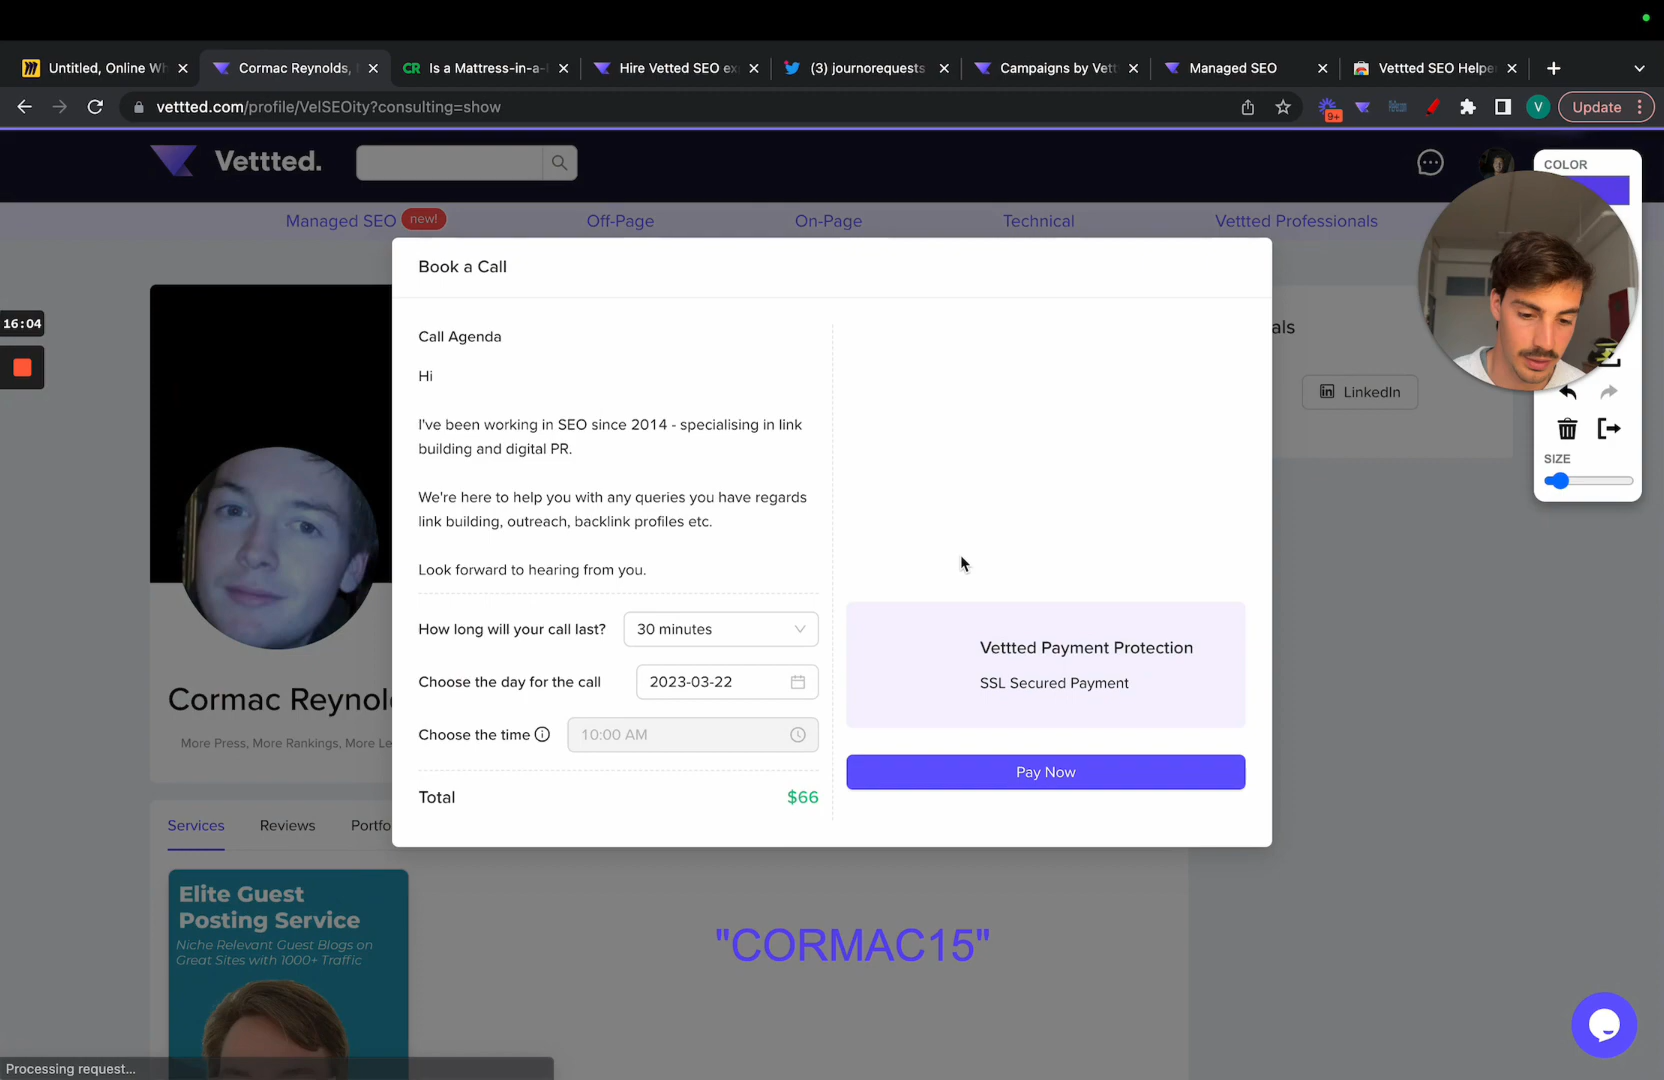 Untitled, Online Wh
Cormac Reynolds,
CR Is a Mattress-in-a-
Hire Vetted SEO ex
(3) journorequests
Campaigns by Vett
Managed SEO
Vettted SEO Helpe
vettted.com/profile/VelSEOity?consulting=show
9+
V
Update
Vettted.
COLOR
Managed SEO new!
Off-Page
On-Page
Technical
Vettted Professionals
Book a Call
16:04
als
Call Agenda
Hi
LinkedIn
I've been working in SEO since 2014 - specialising in link
building and digital PR.
SIZE
We're here to help you with any queries you have regards
link building, outreach, backlink profiles etc.
Look forward to hearing from you.
How long will your call last? 30 minutes
Choose the day for the call 2023-03-22
Choose the time 10:00 AM
Total $66
Vettted Payment Protection
SSL Secured Payment
Pay Now
Cormac Reynol
More Press, More Rankings, More Le
Services
Reviews
Portfo
Elite Guest
Posting Service
Niche Relevant Guest Blogs on
Great Sites with 1000+ Traffic
"CORMAC15"
Processing request...